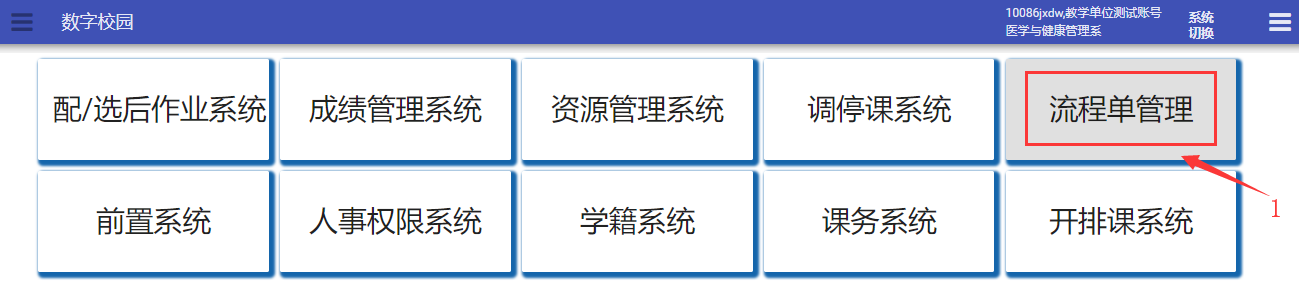 数字校园
10086jxdw,教学单位测试账号
医学与健康管理系
系统
切换
配/选后作业系统
成绩管理系统
资源管理系统
调停课系统
流程单管理
前置系统
人事权限系统
学籍系统
课务系统
开排课系统
1